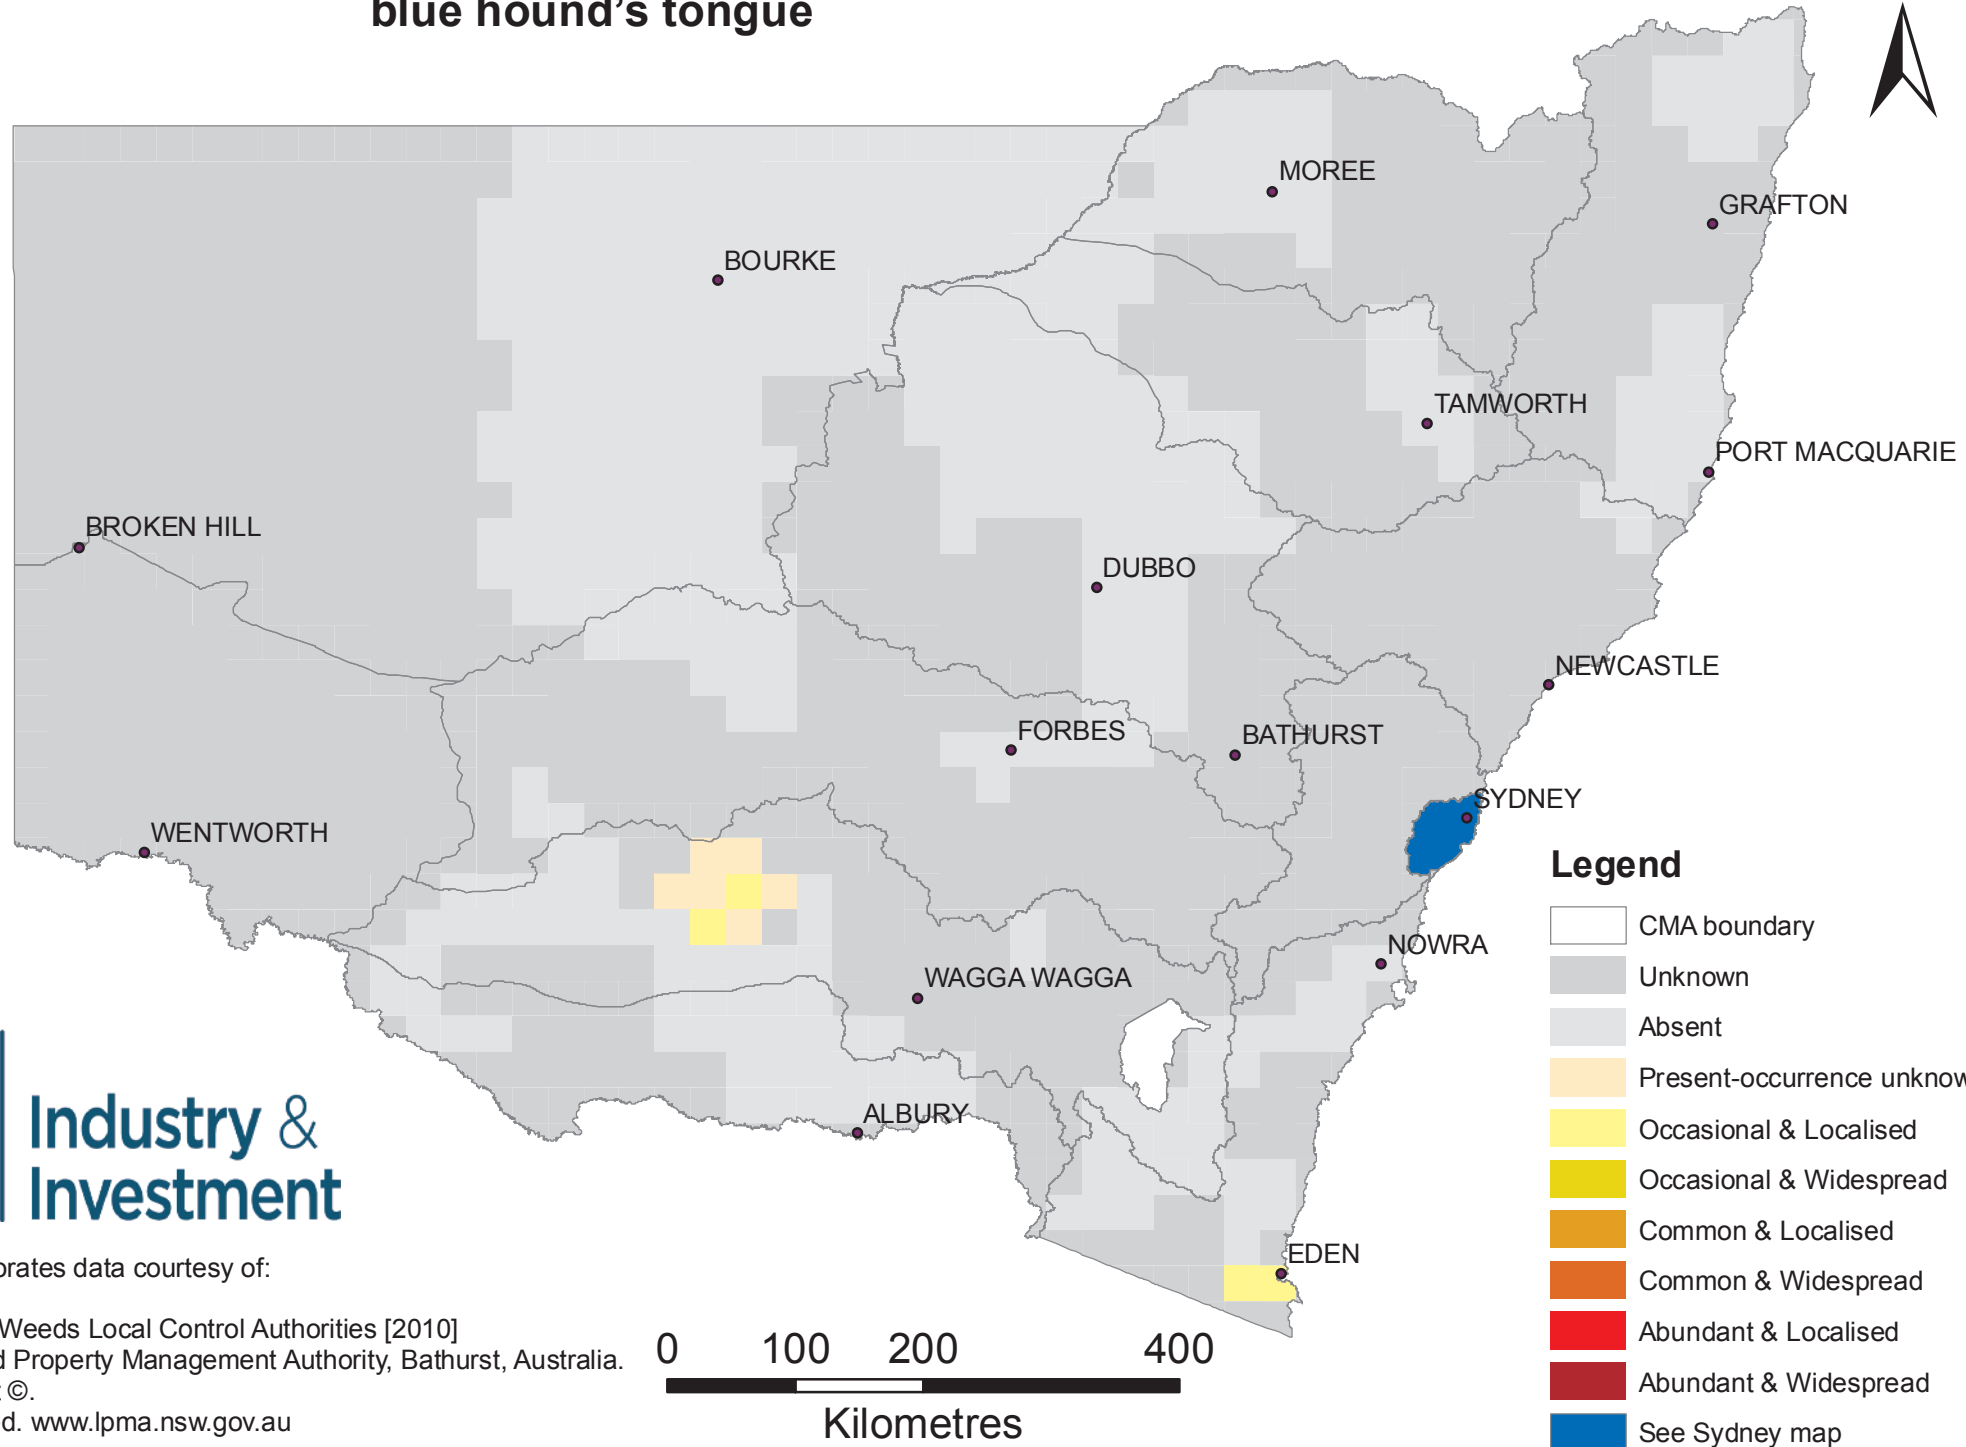 blue hound's tongue
MOREE
GRAFTON
BOURKE
TAMWORTH
PORT MACQUARIE
BROKEN HILL
DUBBO
NEWCASTLE
FORBES
BATHURST
SYDNEY
WENTWORTH
NOWRA
WAGGA WAGGA
ALBURY
EDEN
Legend
CMA boundary
Unknown
Absent
Present-occurrence unknow
Occasional & Localised
Occasional & Widespread
Common & Localised
Common & Widespread
Abundant & Localised
Abundant & Widespread
See Sydney map
Industry &
Investment
orates data courtesy of:
Weeds Local Control Authorities [2010]
d Property Management Authority, Bathurst, Australia.
©.
d. www.lpma.nsw.gov.au
0 100 200 400
Kilometres